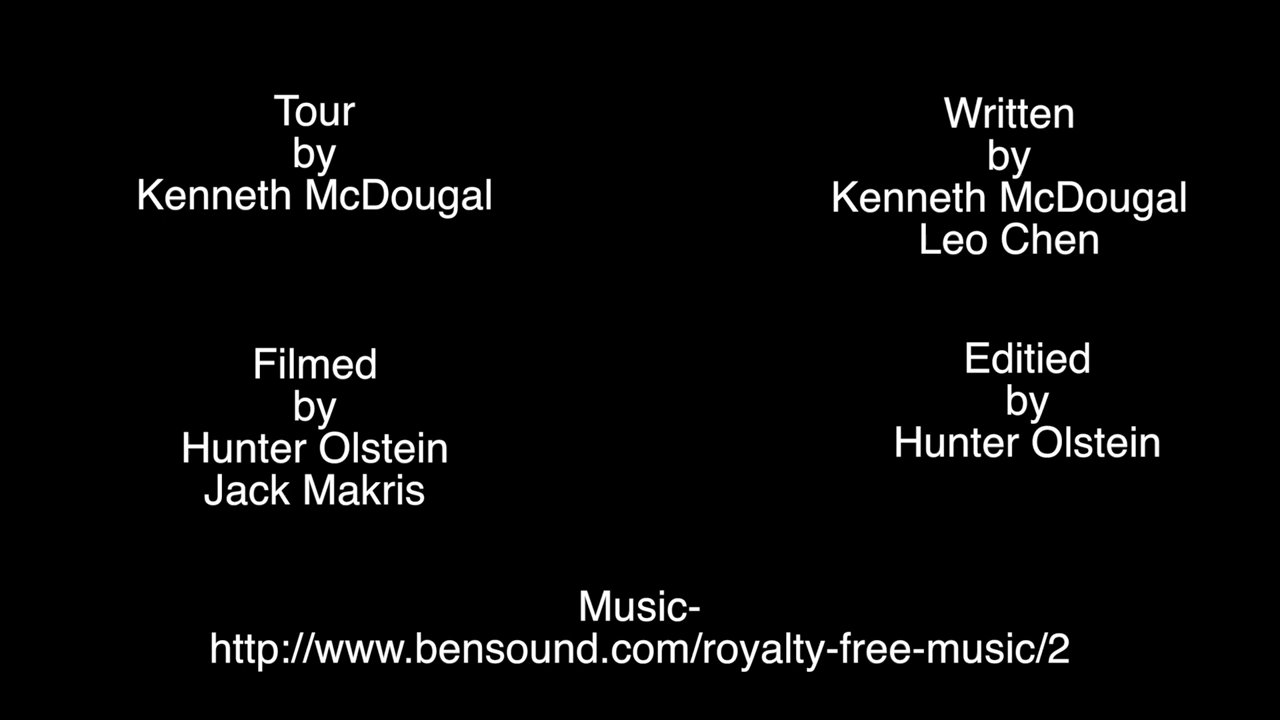 Tour
by
Kenneth McDougal
Written
by
Kenneth McDougal
Leo Chen
Filmed
by
Hunter Olstein
Jack Makris
Editied
by
Hunter Olstein
Music-
http://www.bensound.com/royalty-free-music/2